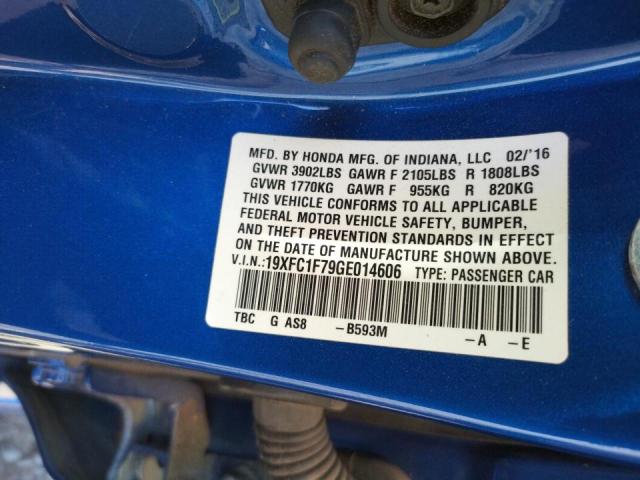 MFD. BY HONDA MFG. OF INDIANA, LLC 02/'16
GVWR 3902LBS GAWR F 2105LBS R 1808LBS
GVWR 1770KG GAWR F 955KG R 820KG
THIS VEHICLE CONFORMS TO ALL APPLICABLE
FEDERAL MOTOR VEHICLE SAFETY, BUMPER,
AND THEFT PREVENTION STANDARDS IN EFFECT
ON THE DATE OF MANUFACTURE SHOWN ABOVE.
V.I.N.:19XFC1F79GE014606 TYPE: PASSENGER CAR
TBC G AS8 -B593M -A -E